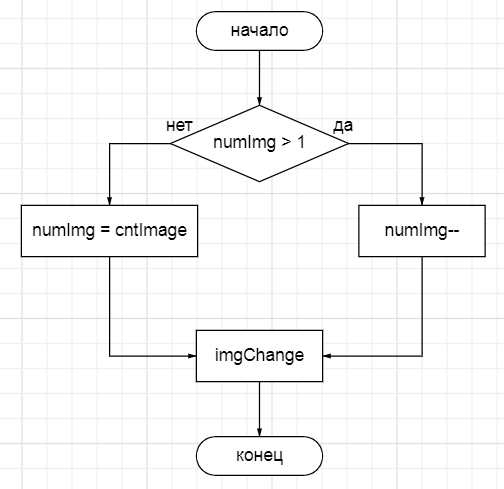 начало
нет
да
numImg > 1
numImg = cntImage
numImg--
imgChange
конец